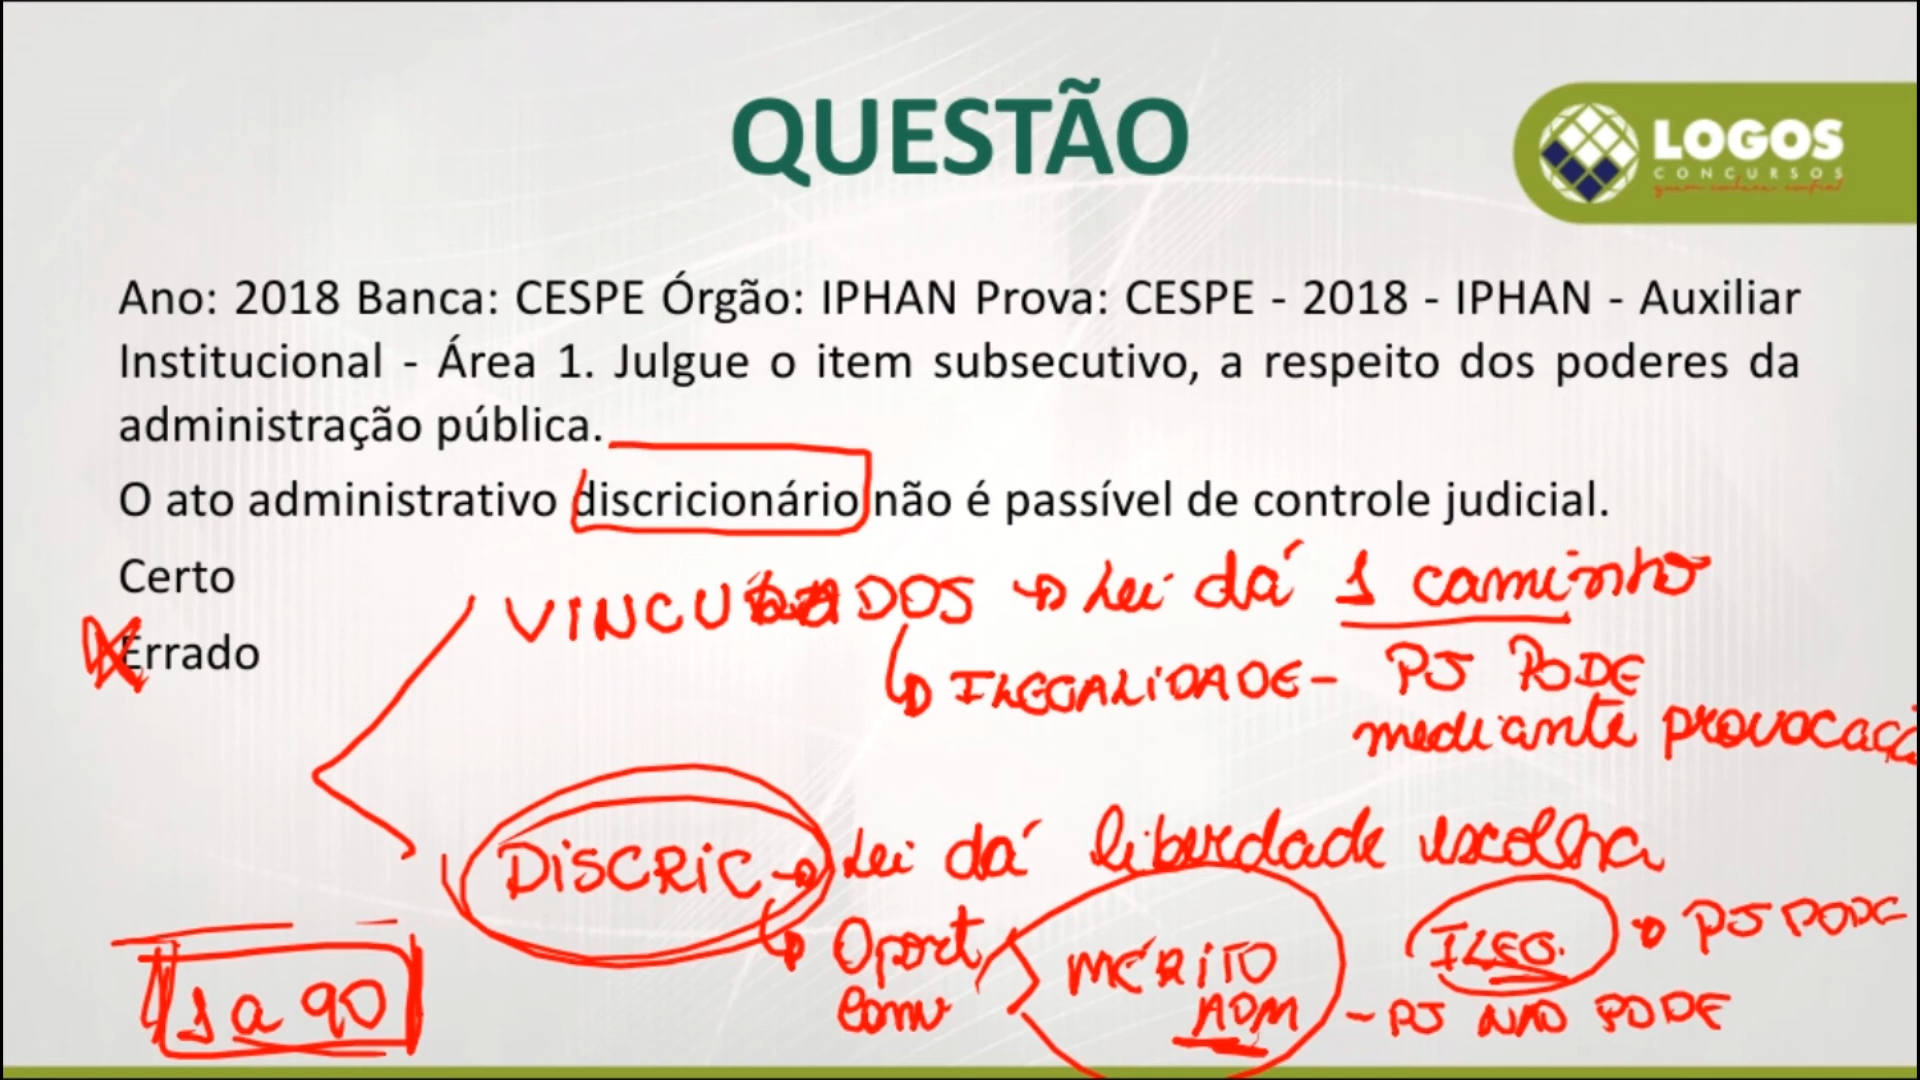 QUESTÃO
LOGOS
CONCURSOS
Ano: 2018 Banca: CESPE Órgão: IPHAN Prova: CESPE - 2018 - IPHAN - Auxiliar
Institucional - Área 1. Julgue o item subsecutivo, a respeito dos poderes da
administração pública.
O ato administrativo discricionário não é passível de controle judicial.
Certo
Errado
VINCULADOS → Lei dá 1 caminho
↳ ILEGALIDADE - PJ PODE
mediante provocaçã
DISCRIC → Lei dá liberdade escolha
↳ Oport
Conv
MÉRITO
ADM - PJ NÃO PODE
ILEG. → PJ PODE
1 a 90